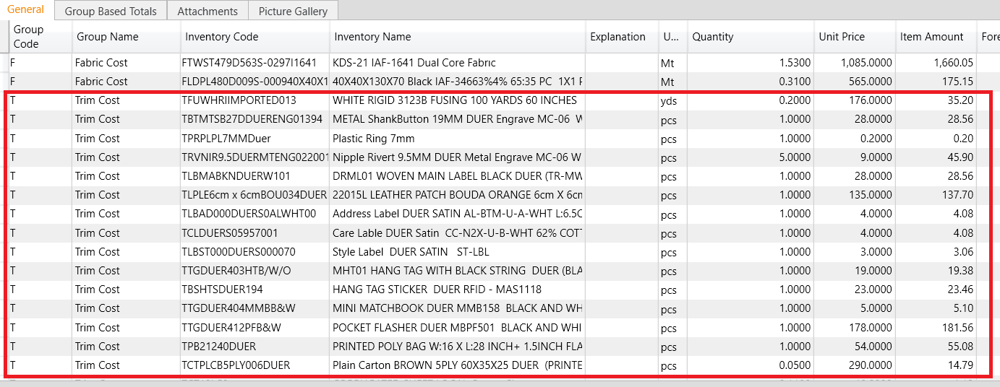 General Group Based Totals Attachments Picture Gallery
Group Code Group Name Inventory Code Inventory Name Explanation U... Quantity Unit Price Item Amount Fore
F Fabric Cost FTWST479D563S-0297I1641 KDS-21 IAF-1641 Dual Core Fabric Mt 1.5300 1,085.0000 1,660.05
F Fabric Cost FLDPL480D009S-000940X40X1 40X40X130X70 Black IAF-34663%4% 65:35 PC 1X1 F Mt 0.3100 565.0000 175.15
T Trim Cost TFUWHRIIMPORTED013 WHITE RIGID 3123B FUSING 100 YARDS 60 INCHES yds 0.2000 176.0000 35.20
T Trim Cost TBTMTSB27DDUERENG01394 METAL ShankButton 19MM DUER Engrave MC-06 W pcs 1.0000 28.0000 28.56
T Trim Cost TPRPLPL7MMDuer Plastic Ring 7mm pcs 1.0000 0.2000 0.20
T Trim Cost TRVNIR9.5DUERMTENG022001 Nipple Rivert 9.5MM DUER Metal Engrave MC-06 W pcs 5.0000 9.0000 45.90
T Trim Cost TLBMABKNDUERW101 DRML01 WOVEN MAIN LABEL BLACK DUER (TR-MW pcs 1.0000 28.0000 28.56
T Trim Cost TLPLE6cm x 6cmBOU034DUER 22015L LEATHER PATCH BOUDA ORANGE 6cm X 6cm pcs 1.0000 135.0000 137.70
T Trim Cost TLBAD000DUERS0ALWHT00 Address Label DUER SATIN AL-BTM-U-A-WHT L:6.5C pcs 1.0000 4.0000 4.08
T Trim Cost TCLDUERS05957001 Care Lable DUER Satin CC-N2X-U-B-WHT 62% COTT pcs 1.0000 4.0000 4.08
T Trim Cost TLBST000DUERS000070 Style Label DUER SATIN ST-LBL pcs 1.0000 3.0000 3.06
T Trim Cost TTGDUER403HTB/W/O MHT01 HANG TAG WITH BLACK STRING DUER (BLA pcs 1.0000 19.0000 19.38
T Trim Cost TBSHTSDUER194 HANG TAG STICKER DUER RFID - MAS1118 pcs 1.0000 23.0000 23.46
T Trim Cost TTGDUER404MMBB&W MINI MATCHBOOK DUER MMB158 BLACK AND WH pcs 1.0000 5.0000 5.10
T Trim Cost TTGDUER412PFB&W POCKET FLASHER DUER MBPF501 BLACK AND WHI pcs 1.0000 178.0000 181.56
T Trim Cost TPB21240DUER PRINTED POLY BAG W:16 X L:28 INCH+ 1.5INCH FLA pcs 1.0000 54.0000 55.08
T Trim Cost TCTPLCB5PLY006DUER Plain Carton BROWN 5PLY 60X35X25 DUER (PRINTE pcs 0.0500 290.0000 14.79